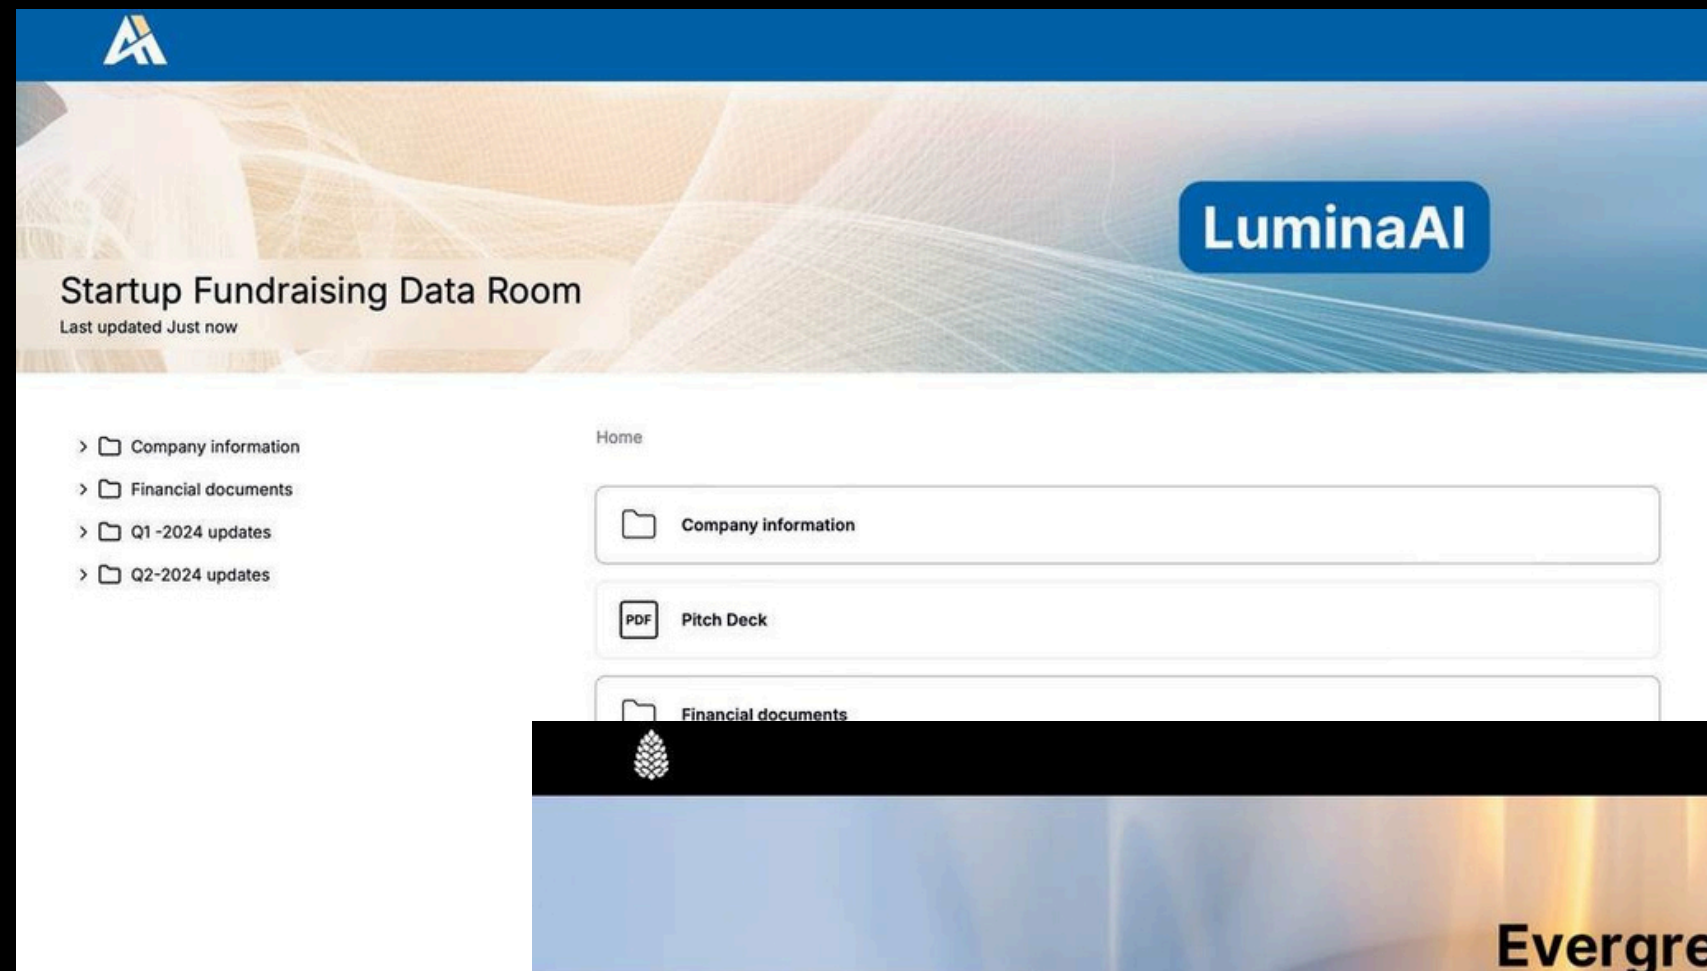 LuminaAI
Startup Fundraising Data Room
Last updated Just now
Home
Company information
Financial documents
Q1 -2024 updates
Q2-2024 updates
Company information
PDF Pitch Deck
Financial documents